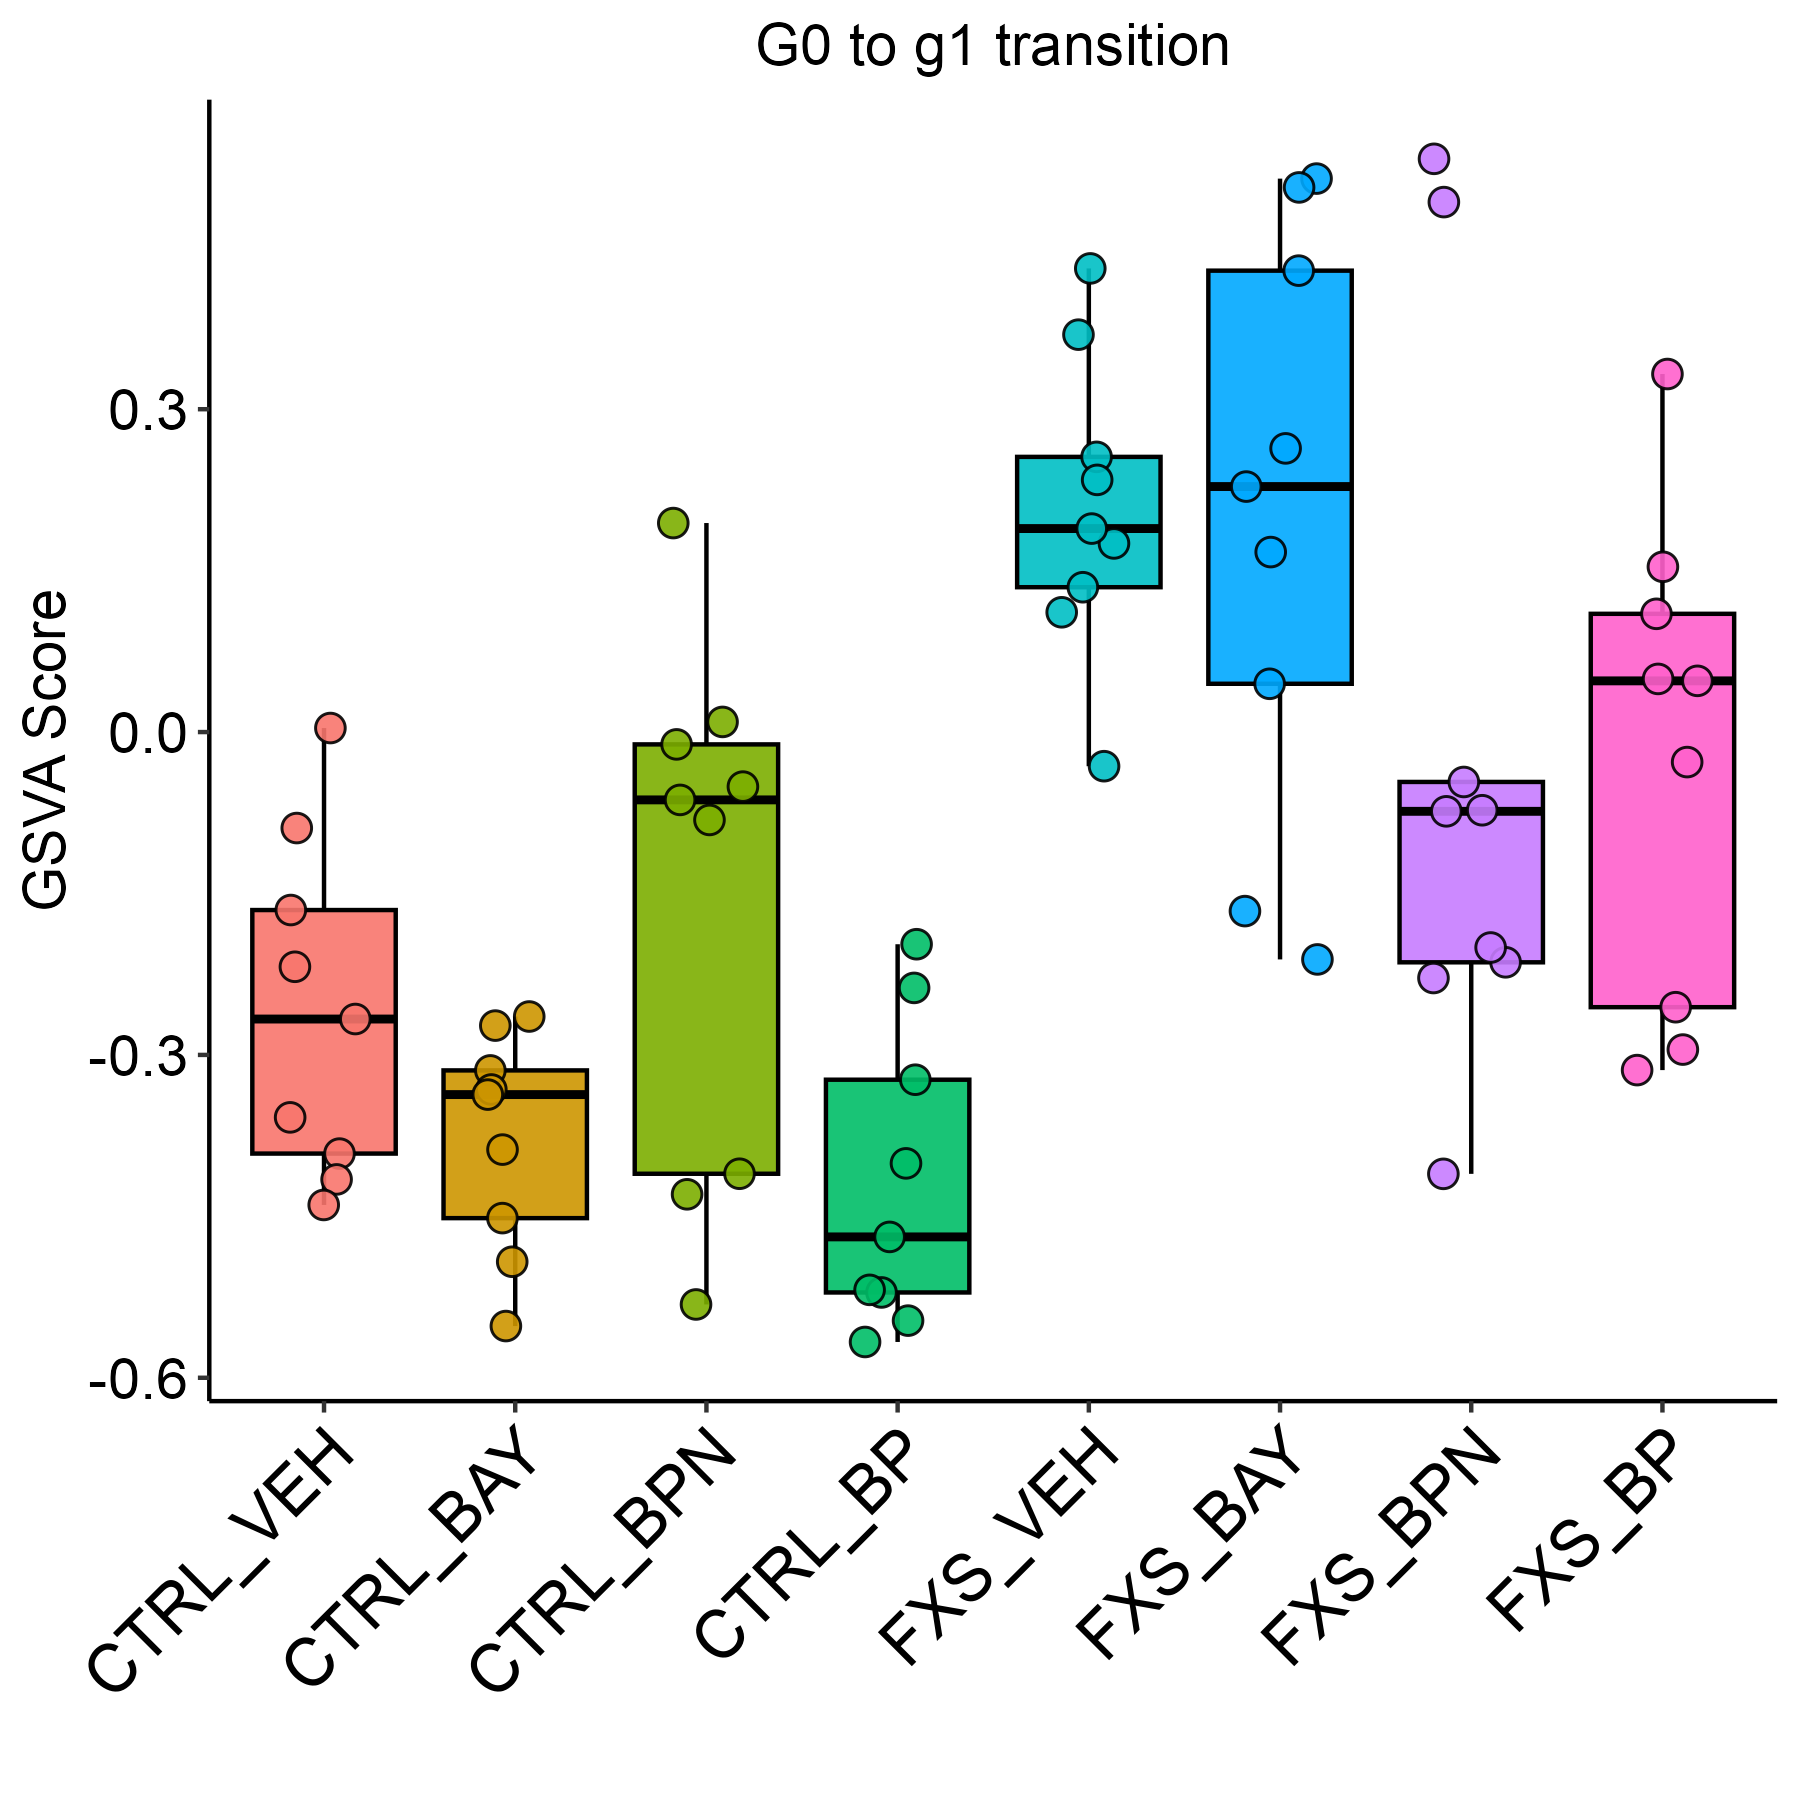 G0 to g1 transition
GSVA Score
0.3
0.0
-0.3
-0.6
CTRL_VEH
CTRL_BAY
CTRL_BPN
CTRL_BP
FXS_VEH
FXS_BAY
FXS_BPN
FXS_BP